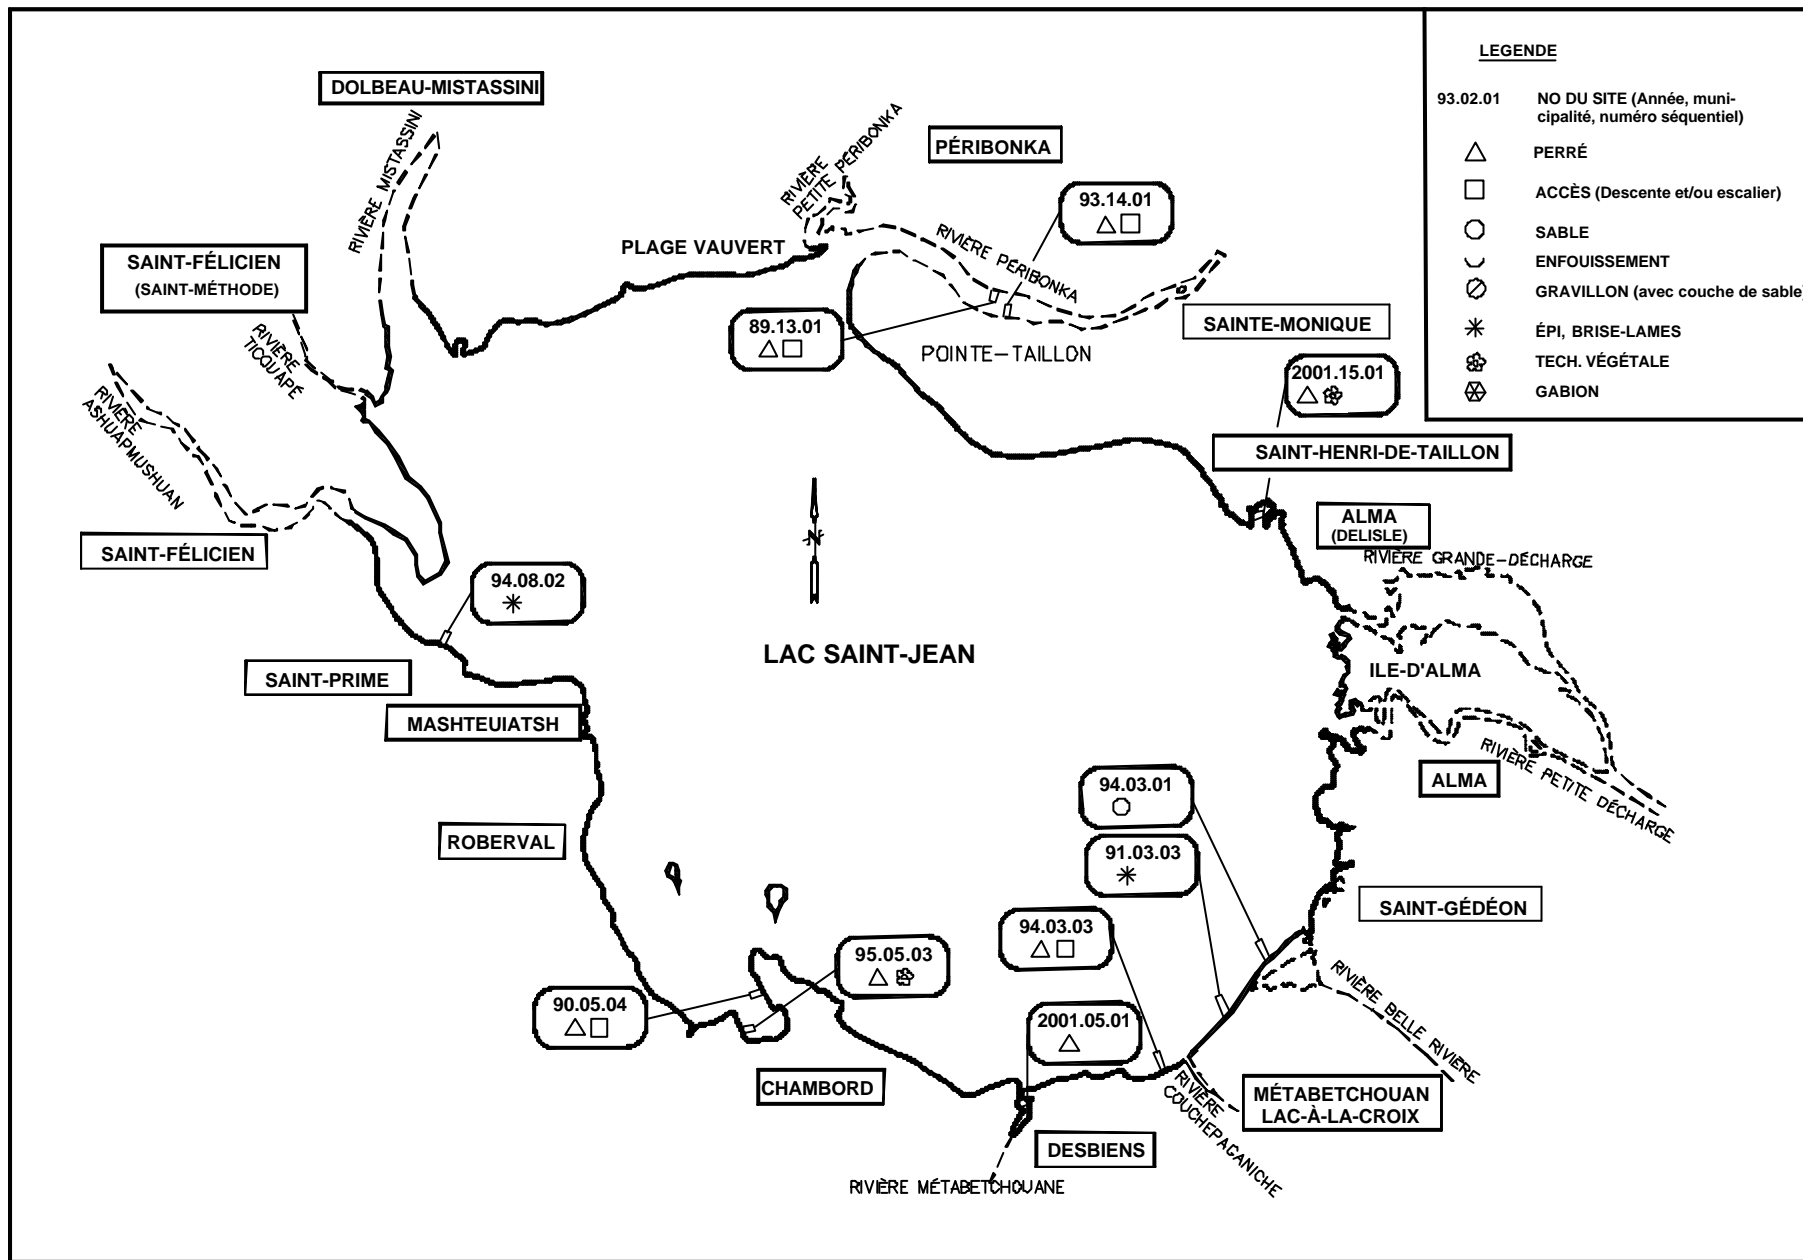 LEGENDE
93.02.01 NO DU SITE (Année, muni-
cipalité, numéro séquentiel)
PERRÉ
ACCÈS (Descente et/ou escalier)
SABLE
ENFOUISSEMENT
GRAVILLON (avec couche de sable)
ÉPI, BRISE-LAMES
TECH. VÉGÉTALE
GABION
DOLBEAU-MISTASSINI
RIVIÈRE MISTASSINI
RIVIÈRE
PETITE PÉRIBONKA
PÉRIBONKA
93.14.01
RIVIÈRE PÉRIBONKA
PLAGE VAUVERT
SAINT-FÉLICIEN
(SAINT-MÉTHODE)
RIVIÈRE
TICQUAPÉ
89.13.01
POINTE-TAILLON
SAINTE-MONIQUE
2001.15.01
SAINT-HENRI-DE-TAILLON
RIVIÈRE
ASHUAPMUSHUAN
SAINT-FÉLICIEN
N
ALMA
(DELISLE)
RIVIÈRE GRANDE-DÉCHARGE
94.08.02
LAC SAINT-JEAN
ILE-D'ALMA
SAINT-PRIME
MASHTEUIATSH
RIVIÈRE PETITE DÉCHARGE
ALMA
94.03.01
ROBERVAL
91.03.03
SAINT-GÉDÉON
94.03.03
95.05.03
90.05.04
RIVIÈRE BELLE RIVIÈRE
2001.05.01
CHAMBORD
RIVIÈRE
COUCHEPAGANICHE
MÉTABETCHOUAN
LAC-À-LA-CROIX
DESBIENS
RIVIÈRE MÉTABETCHOUANE